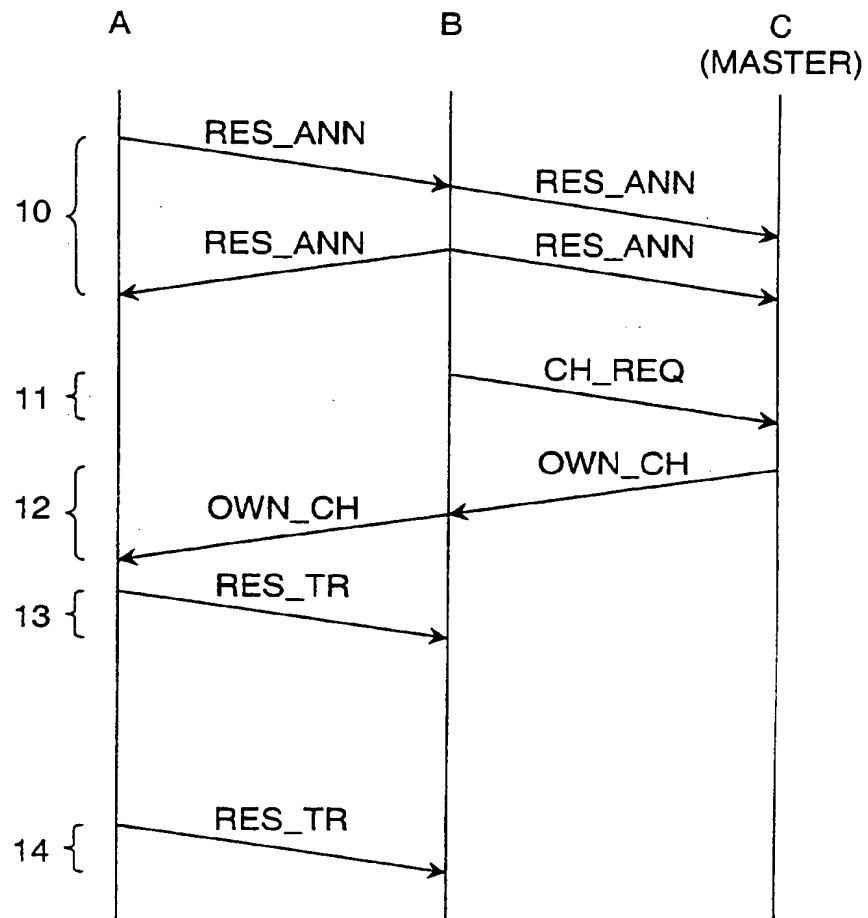 A B C
(MASTER)
RES_ANN
RES_ANN
10
RES_ANN RES_ANN
CH_REQ
11
OWN_CH
12
OWN_CH
RES_TR
13
RES_TR
14